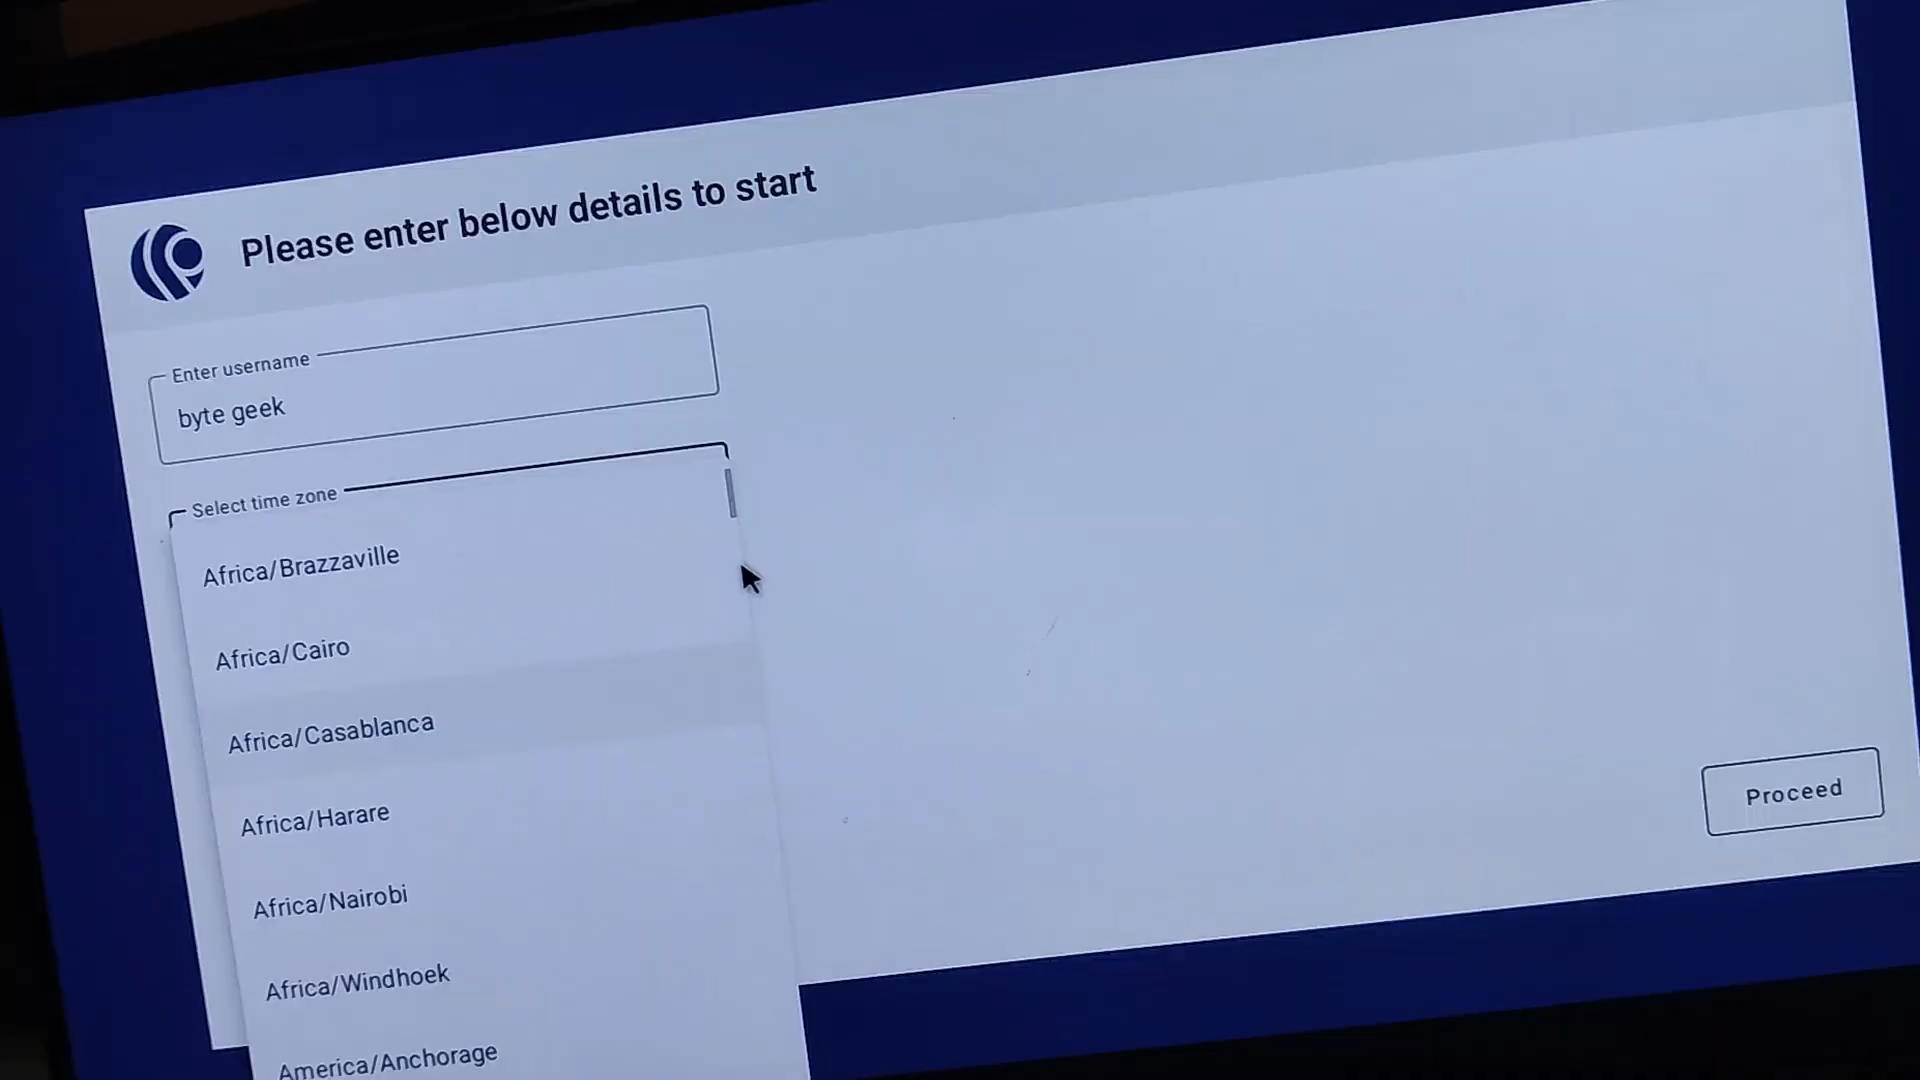 Please enter below details to start
Enter username
byte geek
Select time zone
Africa/Brazzaville
Africa/Cairo
Africa/Casablanca
Africa/Harare
Africa/Nairobi
Africa/Windhoek
America/Anchorage
Proceed